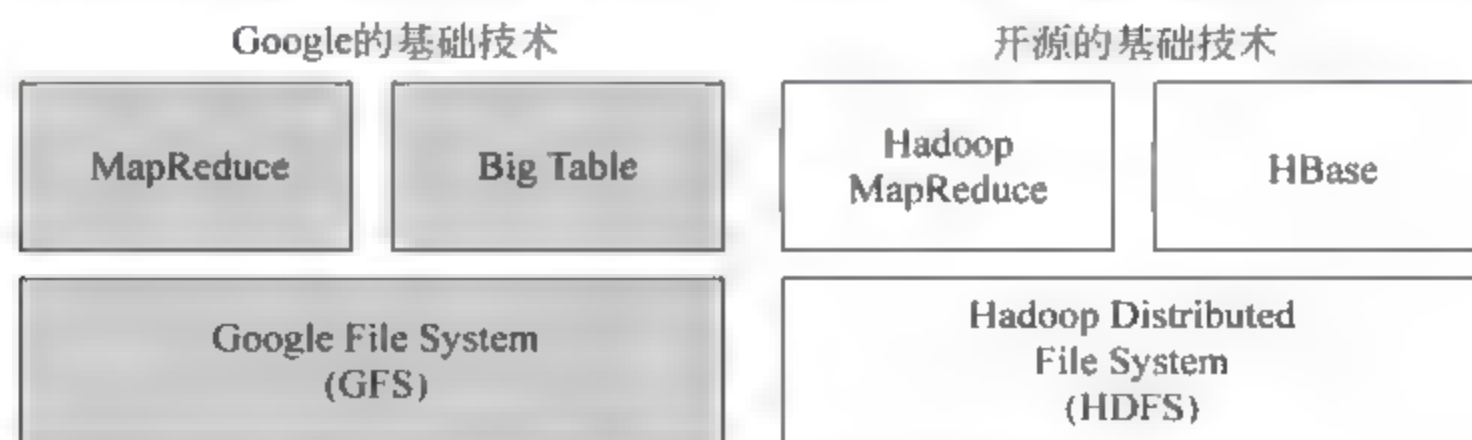 Google的基础技术
MapReduce
Big Table
Google File System
(GFS)
开源的基础技术
Hadoop
MapReduce
HBase
Hadoop Distributed
File System
(HDFS)